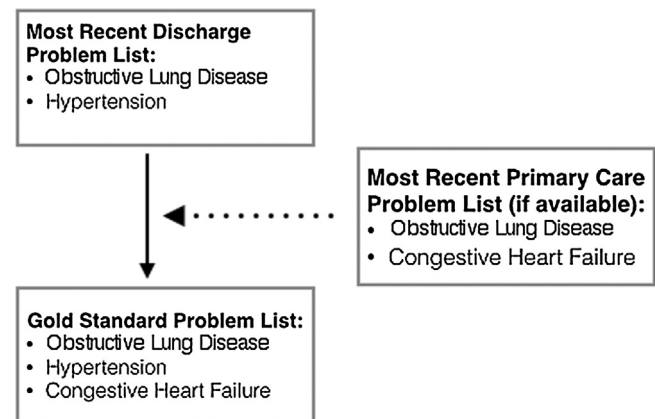 Most Recent Discharge
Problem List:
• Obstructive Lung Disease
• Hypertension
Most Recent Primary Care
Problem List (if available):
• Obstructive Lung Disease
• Congestive Heart Failure
Gold Standard Problem List:
• Obstructive Lung Disease
• Hypertension
• Congestive Heart Failure